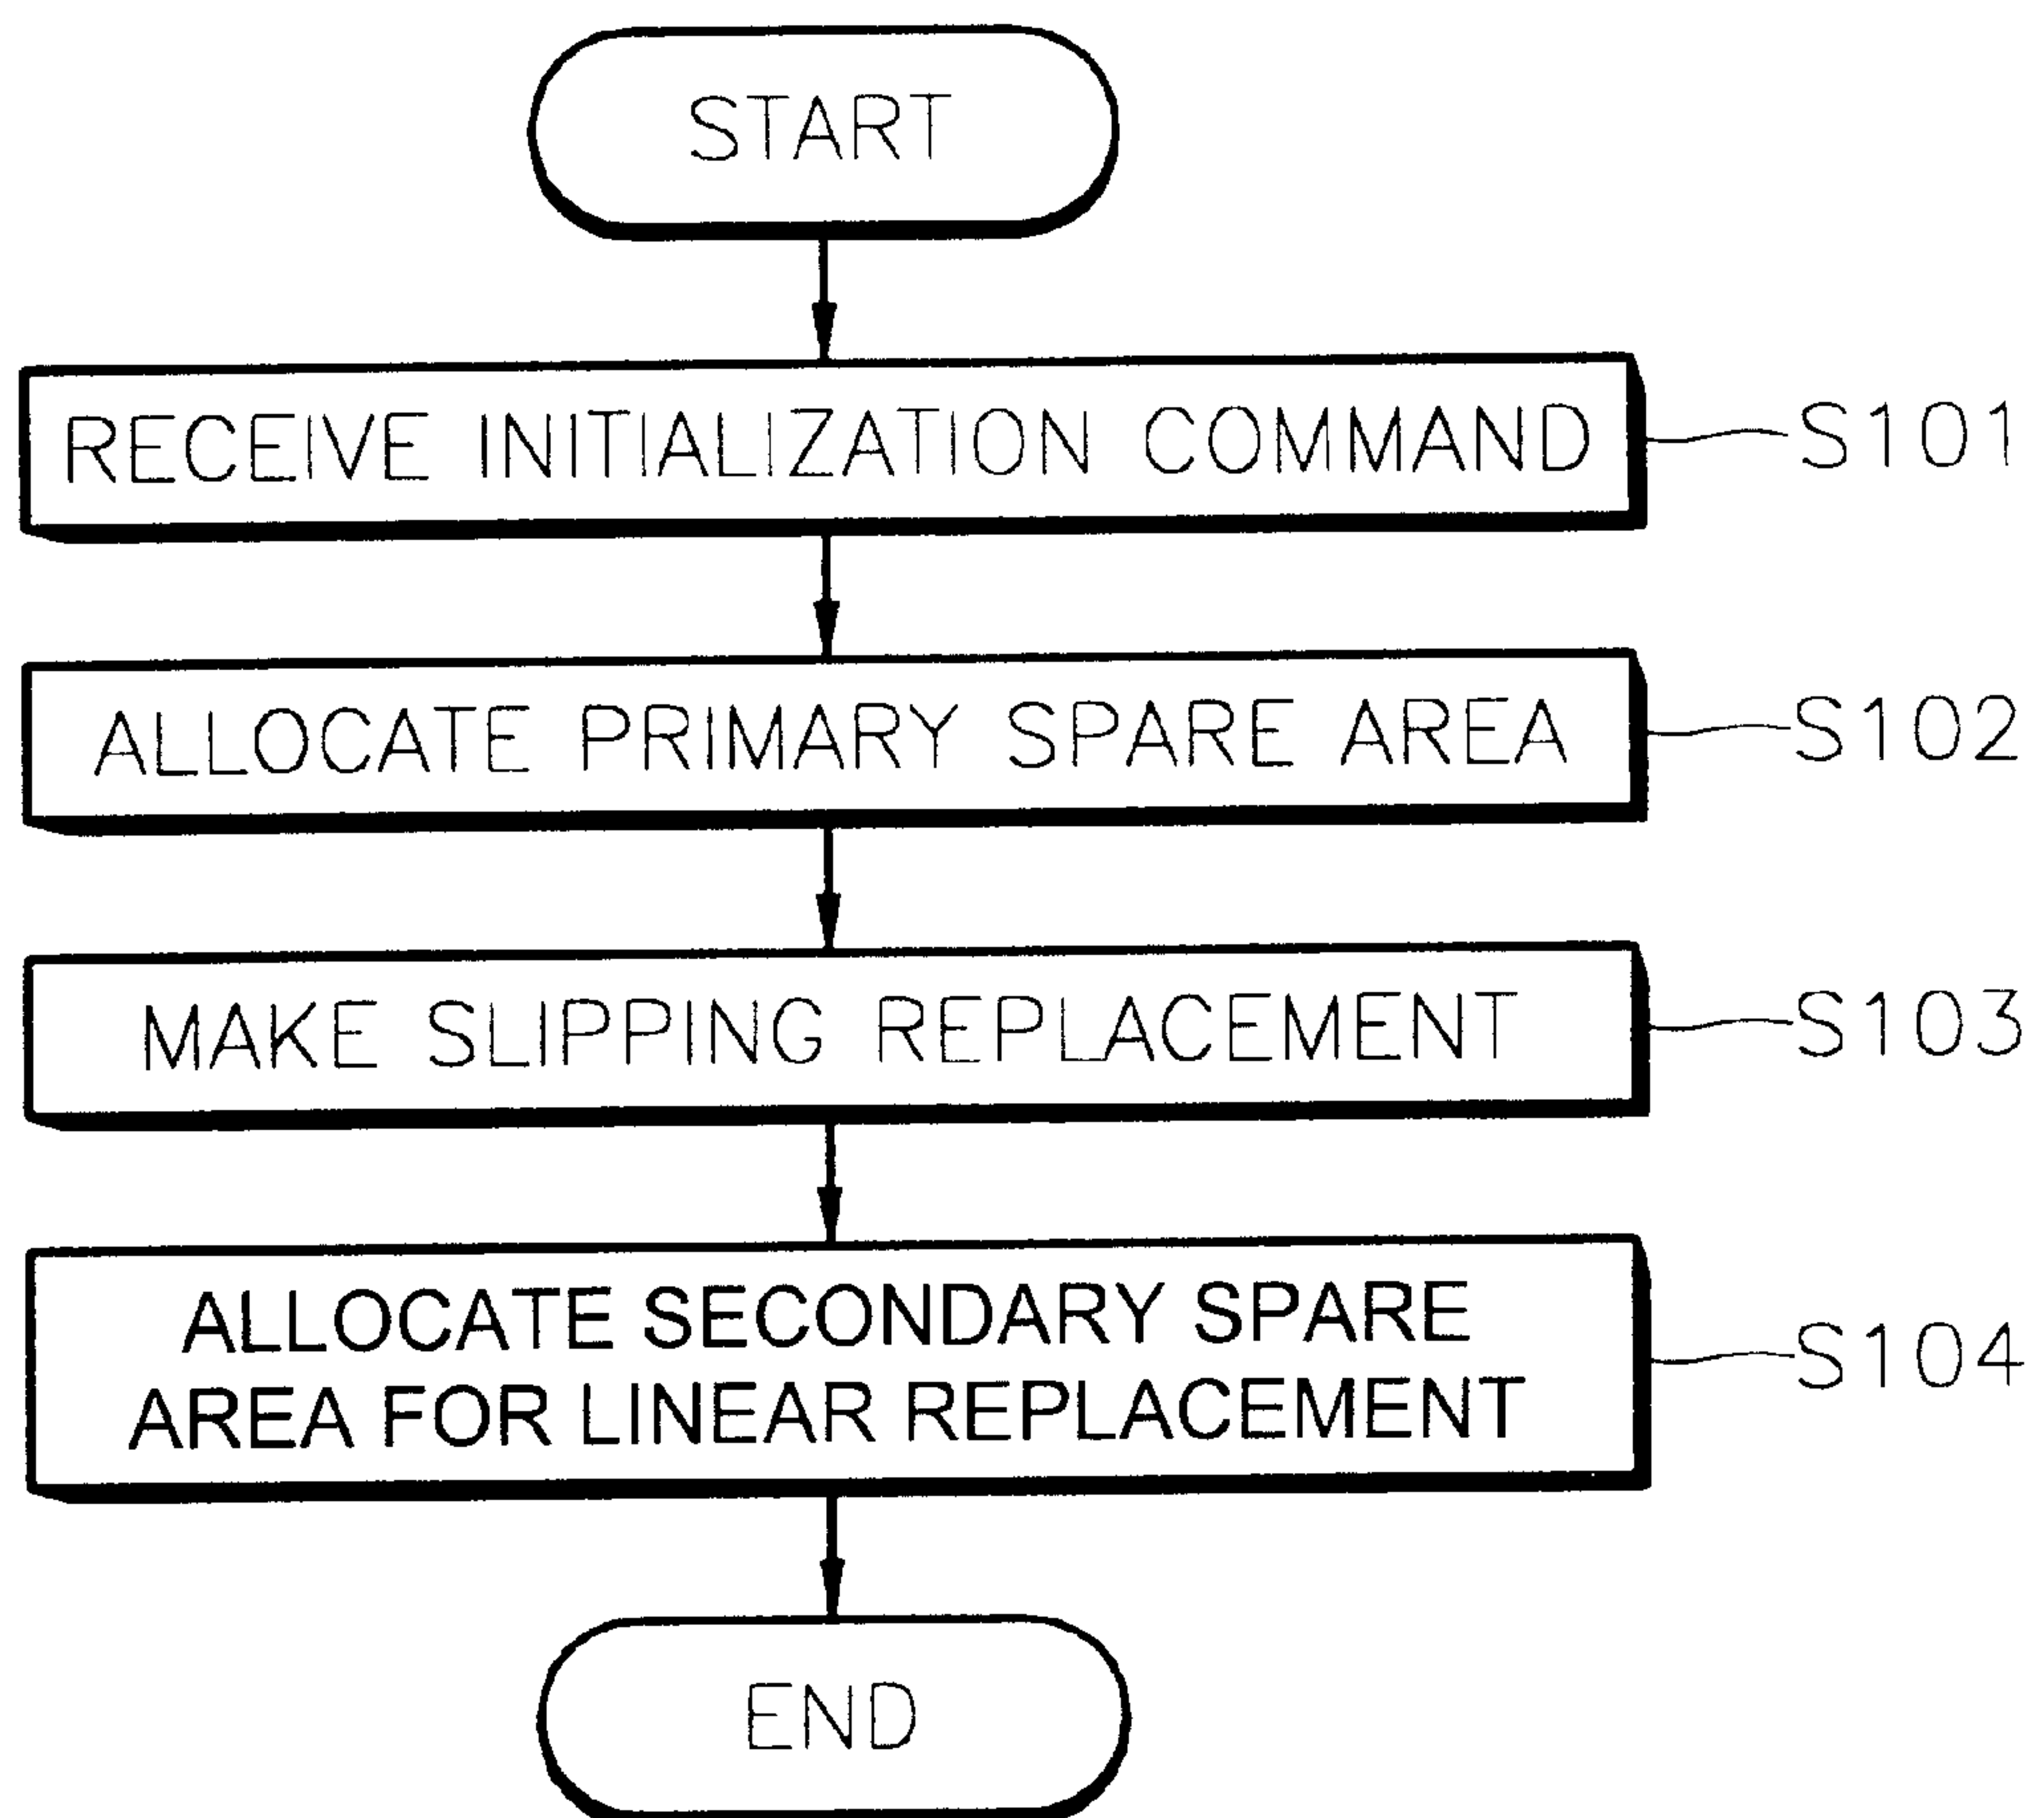 START
RECEIVE INITIALIZATION COMMAND
S101
ALLOCATE PRIMARY SPARE AREA
S102
MAKE SLIPPING REPLACEMENT
S103
ALLOCATE SECONDARY SPARE
AREA FOR LINEAR REPLACEMENT
S104
END